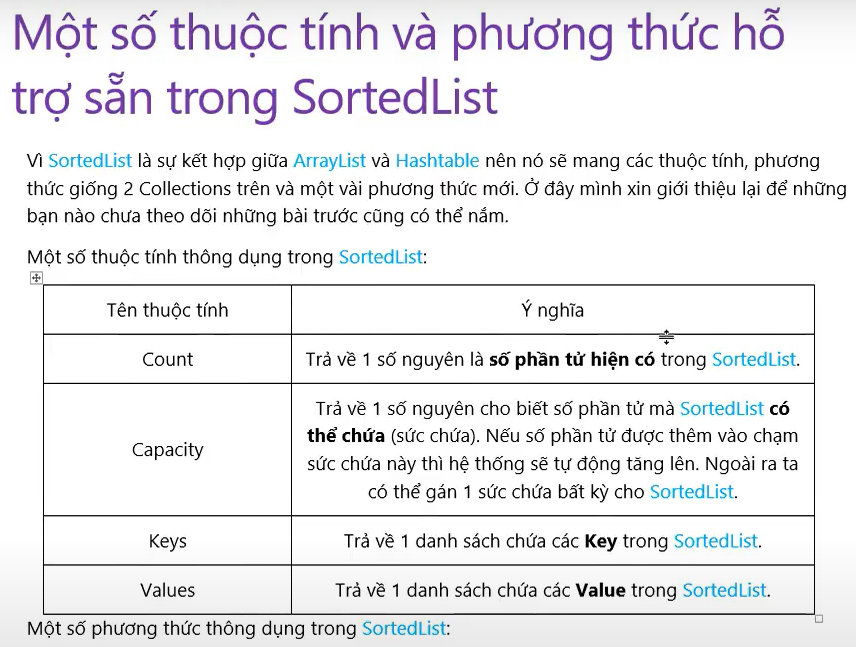 Một số thuộc tính và phương thức hỗ
trợ sẵn trong SortedList
Vì SortedList là sự kết hợp giữa ArrayList và Hashtable nên nó sẽ mang các thuộc tính, phương
thức giống 2 Collections trên và một vài phương thức mới. Ở đây mình xin giới thiệu lại để những
bạn nào chưa theo dõi những bài trước cũng có thể nắm.
Một số thuộc tính thông dụng trong SortedList:
Tên thuộc tính
Ý nghĩa
Count
Trả về 1 số nguyên là số phần tử hiện có trong SortedList.
Capacity
Trả về 1 số nguyên cho biết số phần tử mà SortedList có
thể chứa (sức chứa). Nếu số phần tử được thêm vào chạm
sức chứa này thì hệ thống sẽ tự động tăng lên. Ngoài ra ta
có thể gán 1 sức chứa bất kỳ cho SortedList.
Keys
Trả về 1 danh sách chứa các Key trong SortedList.
Values
Trả về 1 danh sách chứa các Value trong SortedList.
Một số phương thức thông dụng trong SortedList: